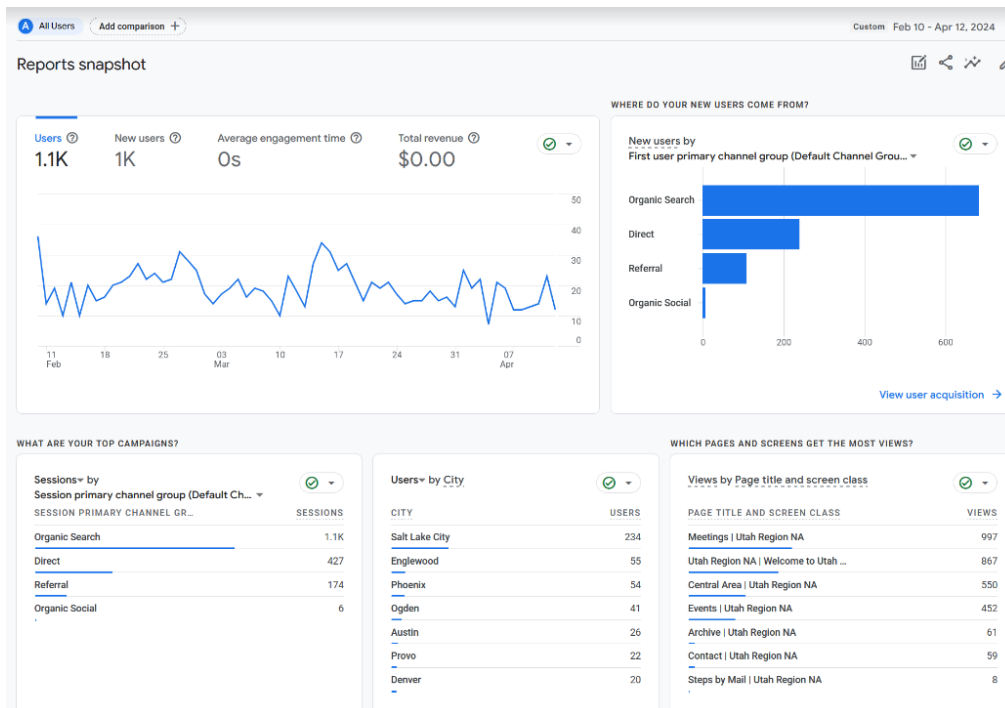 A All Users Add comparison + Custom Feb 10 - Apr 12, 2024
Reports snapshot
Users New users Average engagement time Total revenue
1.1K 1K 0s $0.00
50
40
30
20
10
0
11 18 25 03 10 17 24 31 07
Feb Mar Apr
WHERE DO YOUR NEW USERS COME FROM?
New users by
First user primary channel group (Default Channel Grou...
Organic Search
Direct
Referral
Organic Social
0 200 400 600
View user acquisition
WHAT ARE YOUR TOP CAMPAIGNS?
Sessions by
Session primary channel group (Default Ch...
SESSION PRIMARY CHANNEL GR... SESSIONS
Organic Search 1.1K
Direct 427
Referral 174
Organic Social 6
Users by City
CITY USERS
Salt Lake City 234
Englewood 55
Phoenix 54
Ogden 41
Austin 26
Provo 22
Denver 20
WHICH PAGES AND SCREENS GET THE MOST VIEWS?
Views by Page title and screen class
PAGE TITLE AND SCREEN CLASS VIEWS
Meetings | Utah Region NA 997
Utah Region NA | Welcome to Utah ... 867
Central Area | Utah Region NA 550
Events | Utah Region NA 452
Archive | Utah Region NA 61
Contact | Utah Region NA 59
Steps by Mail | Utah Region NA 8